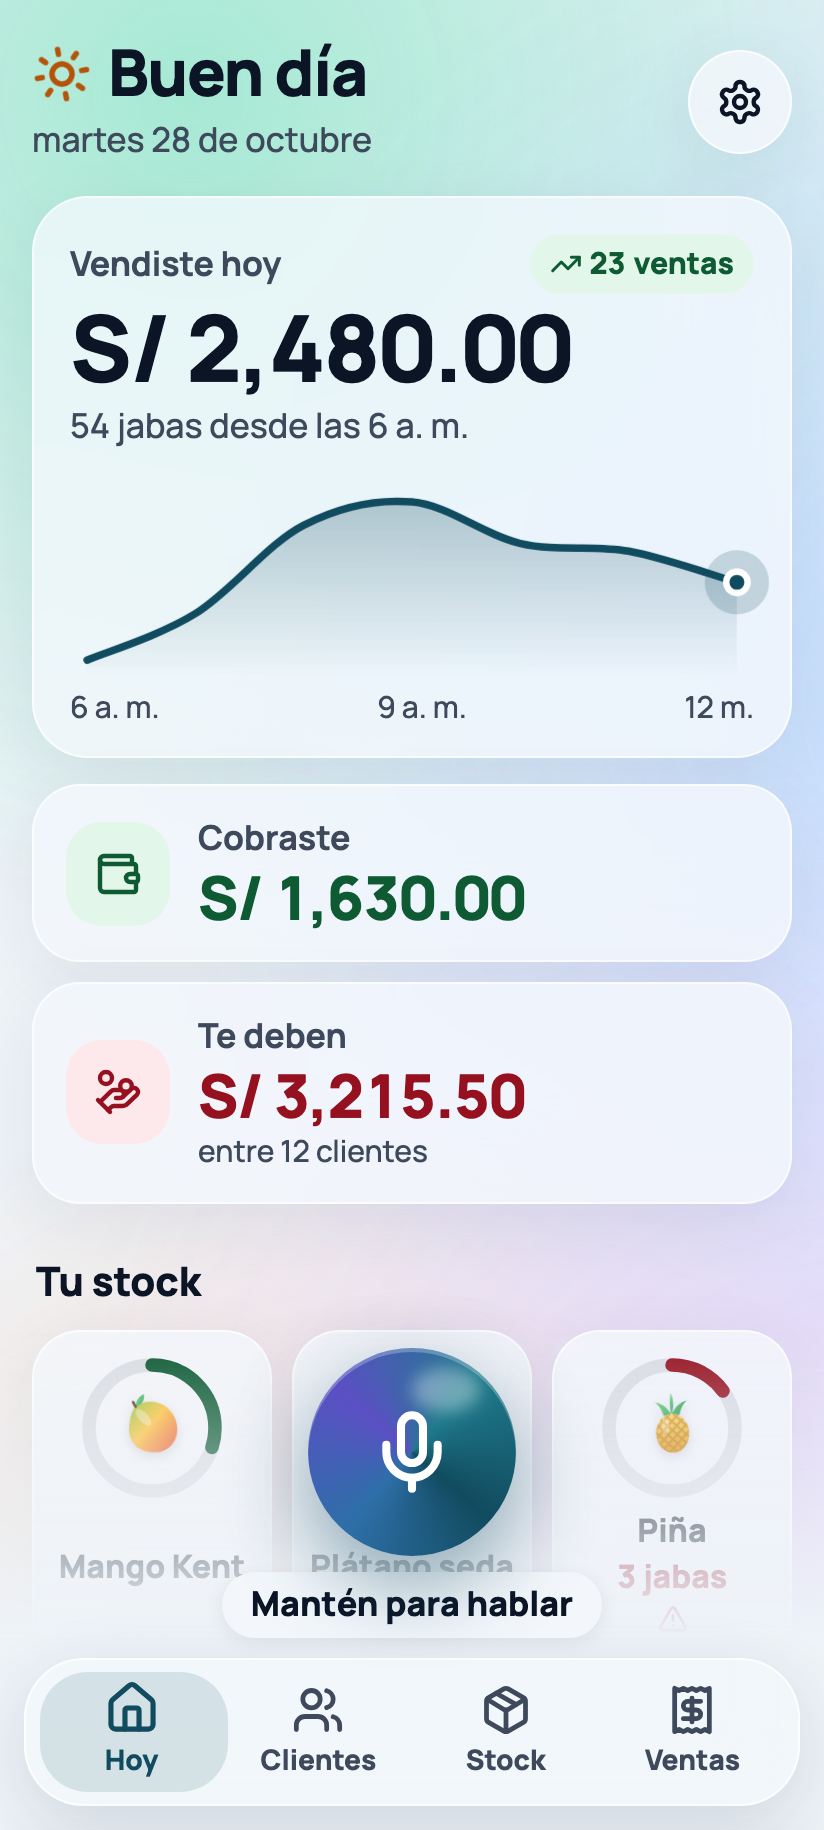 Buen día
martes 28 de octubre
Vendiste hoy
23 ventas
S/ 2,480.00
54 jabas desde las 6 a. m.
6 a. m.
9 a. m.
12 m.
Cobraste
S/ 1,630.00
Te deben
S/ 3,215.50
entre 12 clientes
Tu stock
Mango Kent
Plátano seda
Piña
3 jabas
Mantén para hablar
Hoy
Clientes
Stock
Ventas